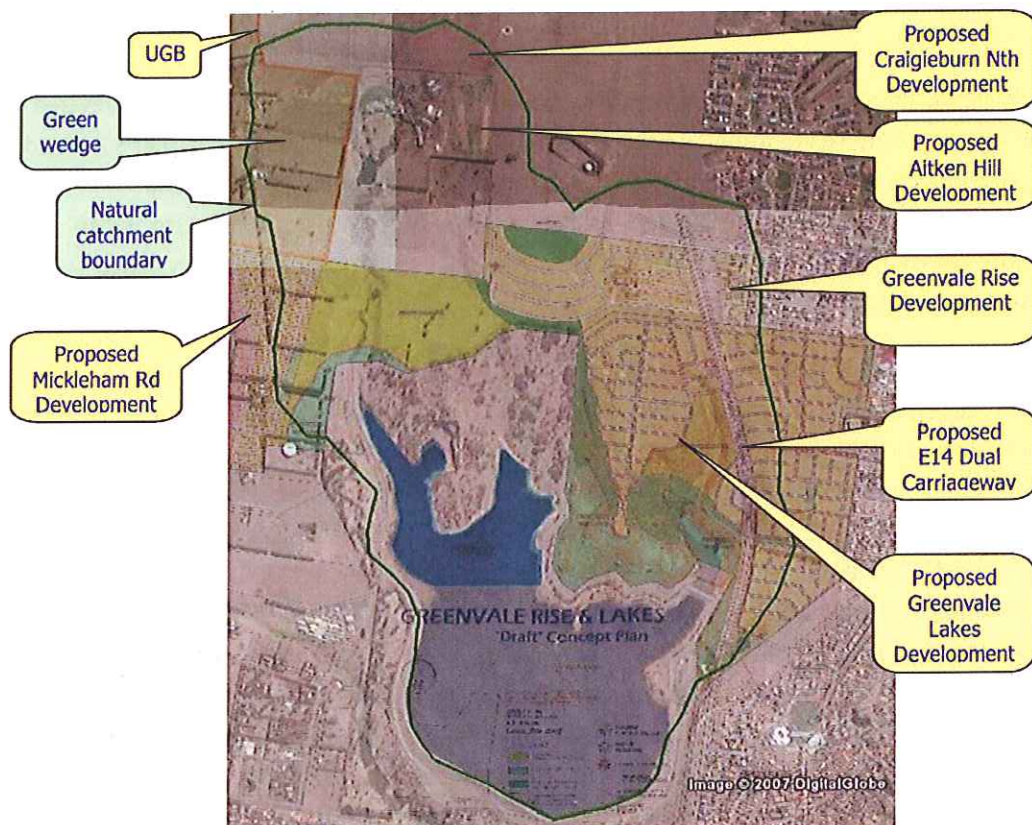 UGB
Green
wedge
Natural
catchment
boundary
Proposed
Mickleham Rd
Development
Proposed
Craigieburn Nth
Development
Proposed
Aitken Hill
Development
Greenvale Rise
Development
Proposed
E14 Dual
Carriageway
Proposed
Greenvale
Lakes
Development
GREENVALE RISE & LAKES
'Draft' Concept Plan
Image © 2007 DigitalGlobe